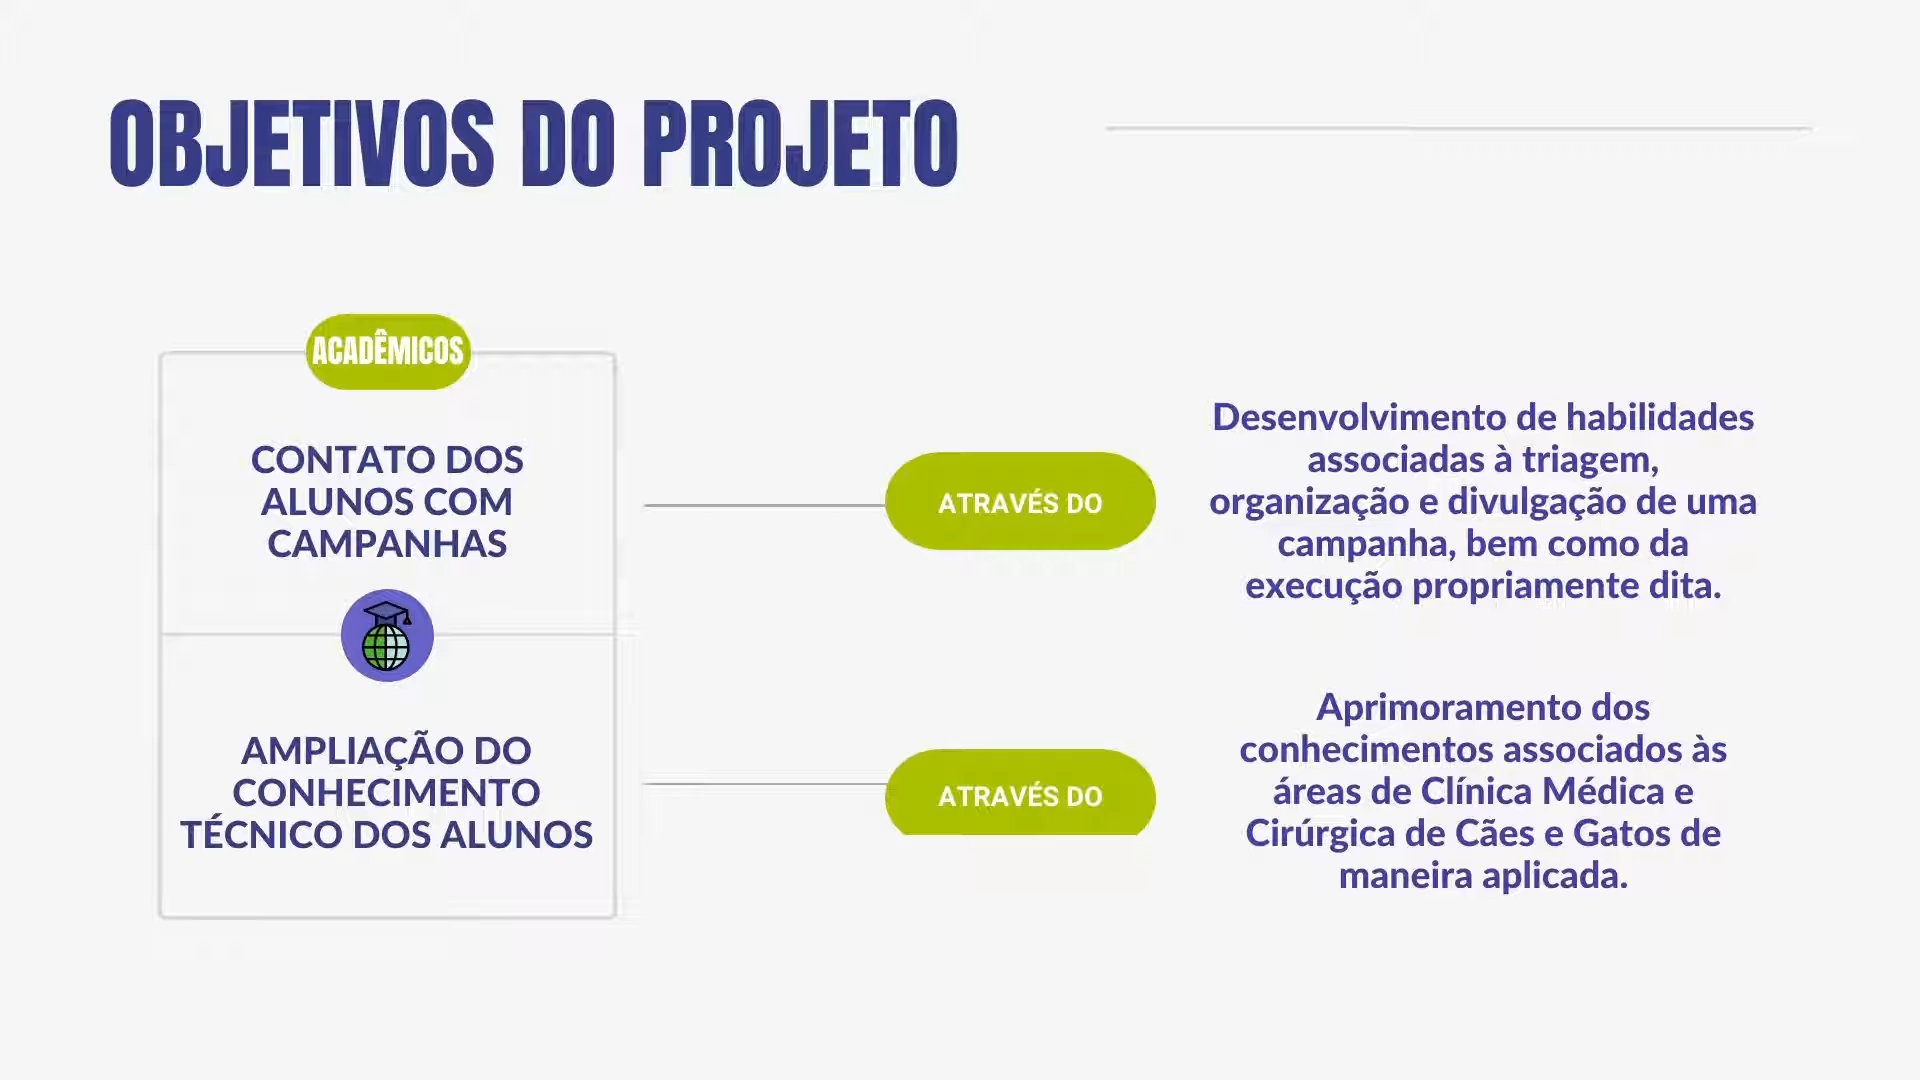 OBJETIVOS DO PROJETO
ACADÊMICOS
CONTATO DOS
ALUNOS COM
CAMPANHAS
ATRAVÉS DO
Desenvolvimento de habilidades
associadas à triagem,
organização e divulgação de uma
campanha, bem como da
execução propriamente dita.
AMPLIAÇÃO DO
CONHECIMENTO
TÉCNICO DOS ALUNOS
ATRAVÉS DO
Aprimoramento dos
conhecimentos associados às
áreas de Clínica Médica e
Cirúrgica de Cães e Gatos de
maneira aplicada.